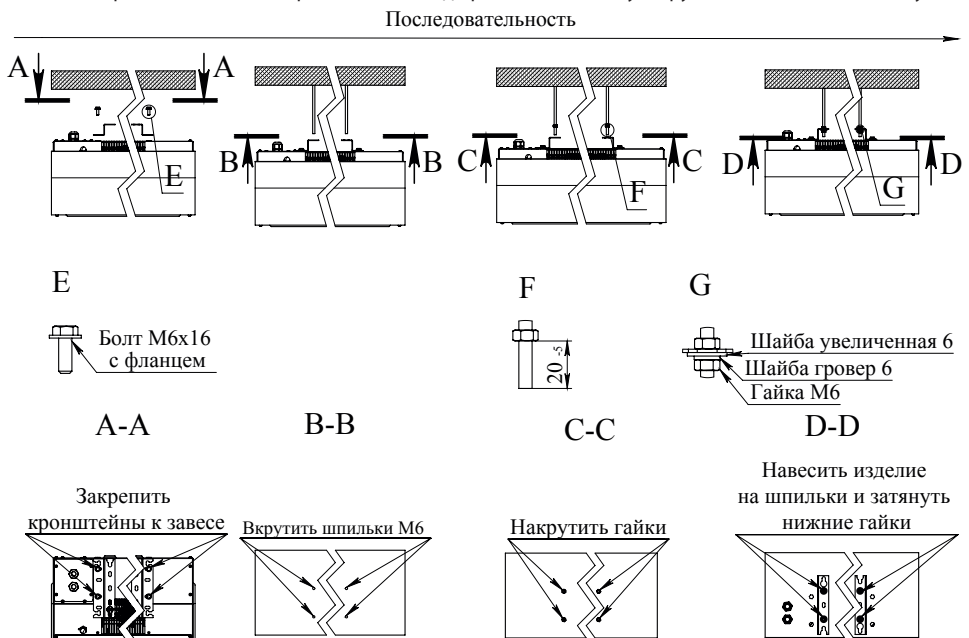 Последовательность
A A
B B
C C
D D
E
F
G
E
F
G
Болт М6х16
с фланцем
20 -5
Шайба увеличенная 6
Шайба гровер 6
Гайка М6
A-A
B-B
C-C
D-D
Закрепить
кронштейны к завесе
Вкрутить шпильки М6
Накрутить гайки
Навесить изделие
на шпильки и затянуть
нижние гайки